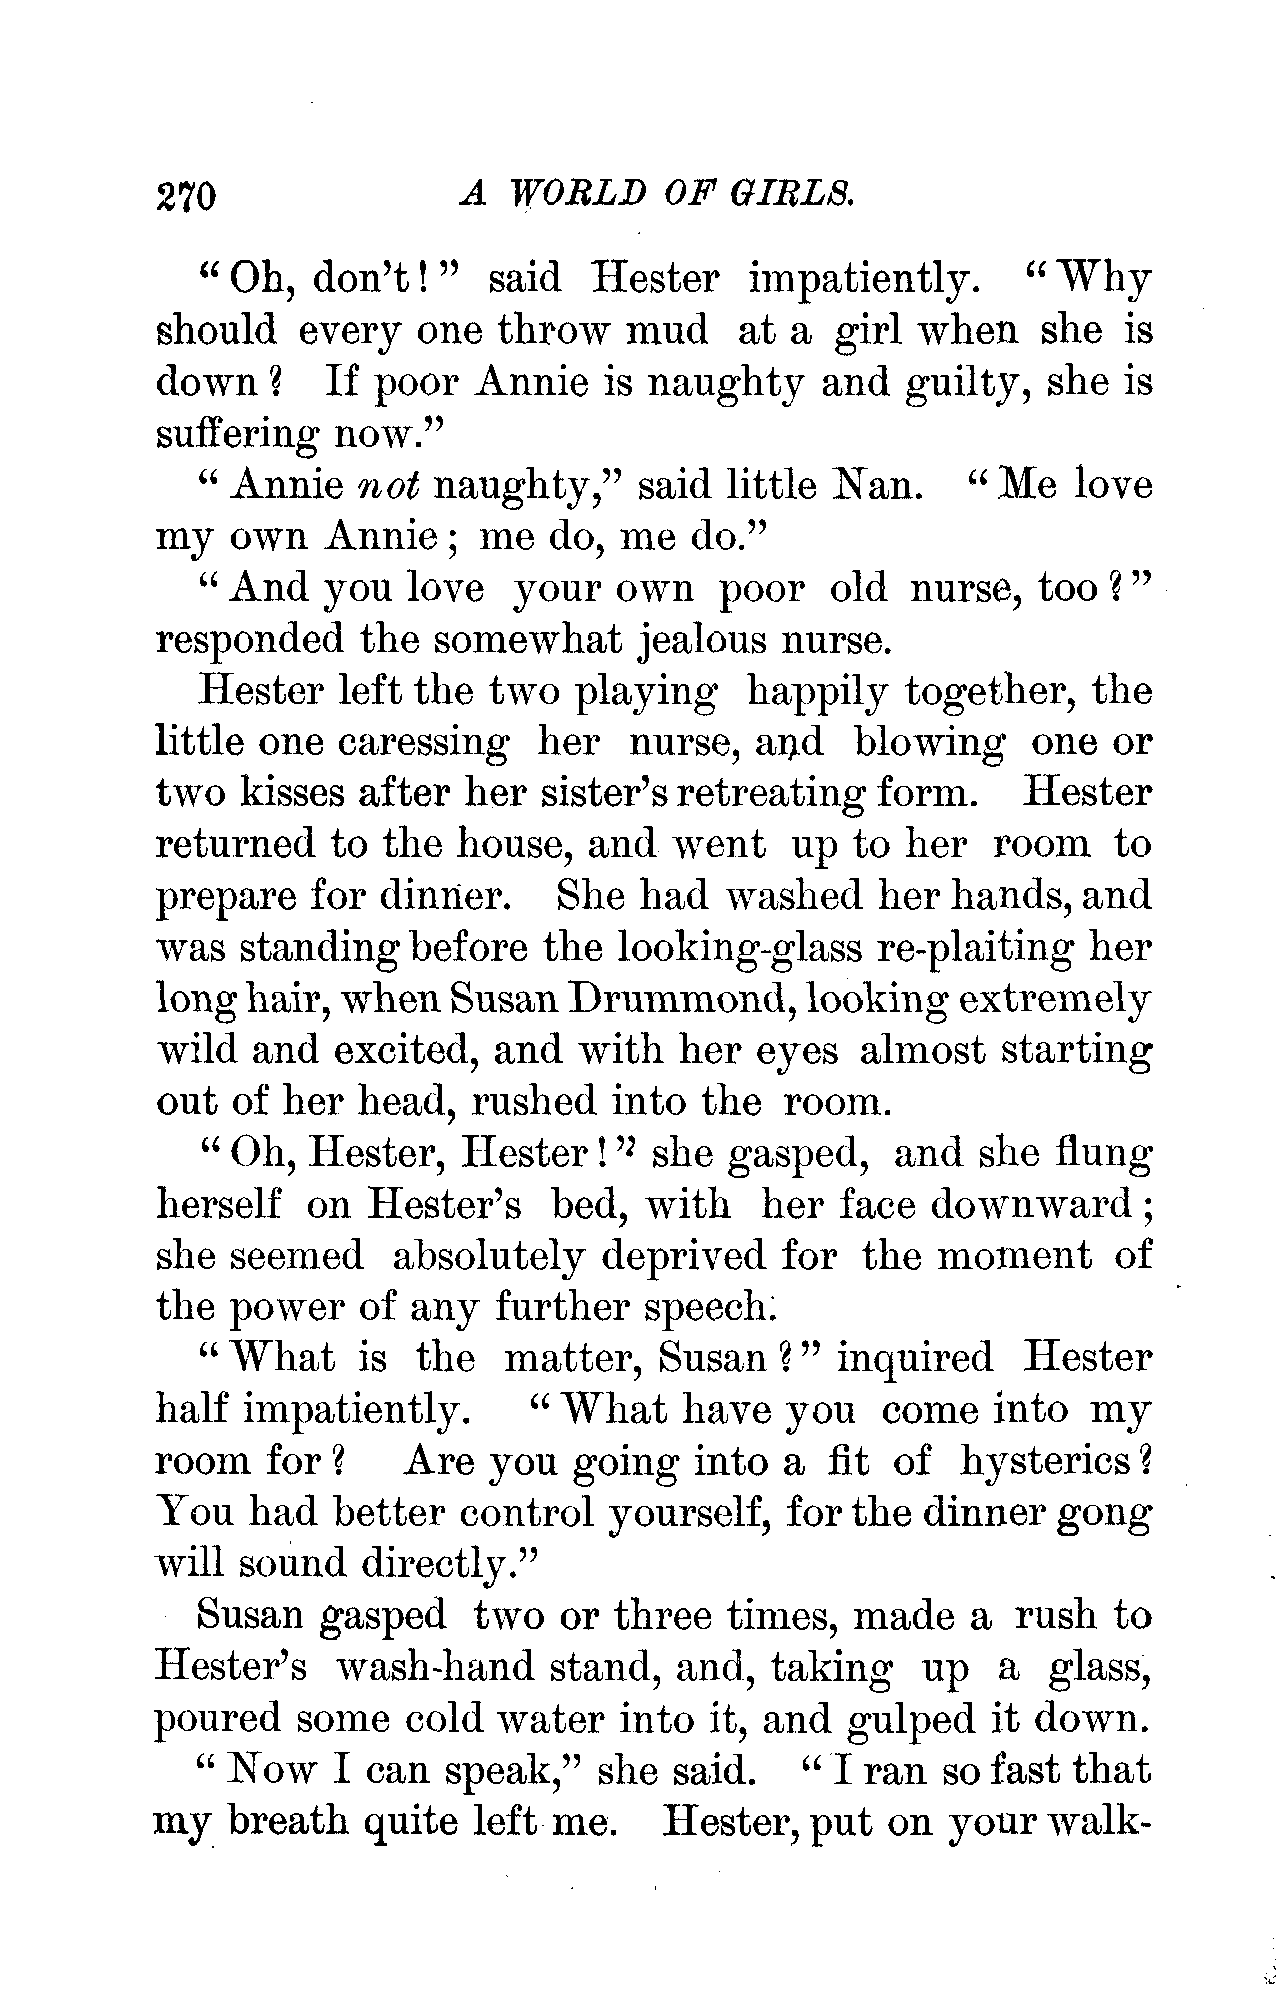 270 A WORLD OF GIRLS.
“Oh, don’t!” said Hester impatiently. “Why
should every one throw mud at a girl when she is
down? If poor Annie is naughty and guilty, she is
suffering now.”
“Annie not naughty,” said little Nan. “Me love
my own Annie; me do, me do.”
“And you love your own poor old nurse, too?”
responded the somewhat jealous nurse.
Hester left the two playing happily together, the
little one caressing her nurse, and blowing one or
two kisses after her sister’s retreating form. Hester
returned to the house, and went up to her room to
prepare for dinner. She had washed her hands, and
was standing before the looking-glass re-plaiting her
long hair, when Susan Drummond, looking extremely
wild and excited, and with her eyes almost starting
out of her head, rushed into the room.
“Oh, Hester, Hester!” she gasped, and she flung
herself on Hester’s bed, with her face downward;
she seemed absolutely deprived for the moment of
the power of any further speech.
“What is the matter, Susan?” inquired Hester
half impatiently. “What have you come into my
room for? Are you going into a fit of hysterics?
You had better control yourself, for the dinner gong
will sound directly.”
Susan gasped two or three times, made a rush to
Hester’s wash-hand stand, and, taking up a glass,
poured some cold water into it, and gulped it down.
“Now I can speak,” she said. “I ran so fast that
my breath quite left me. Hester, put on your walk-